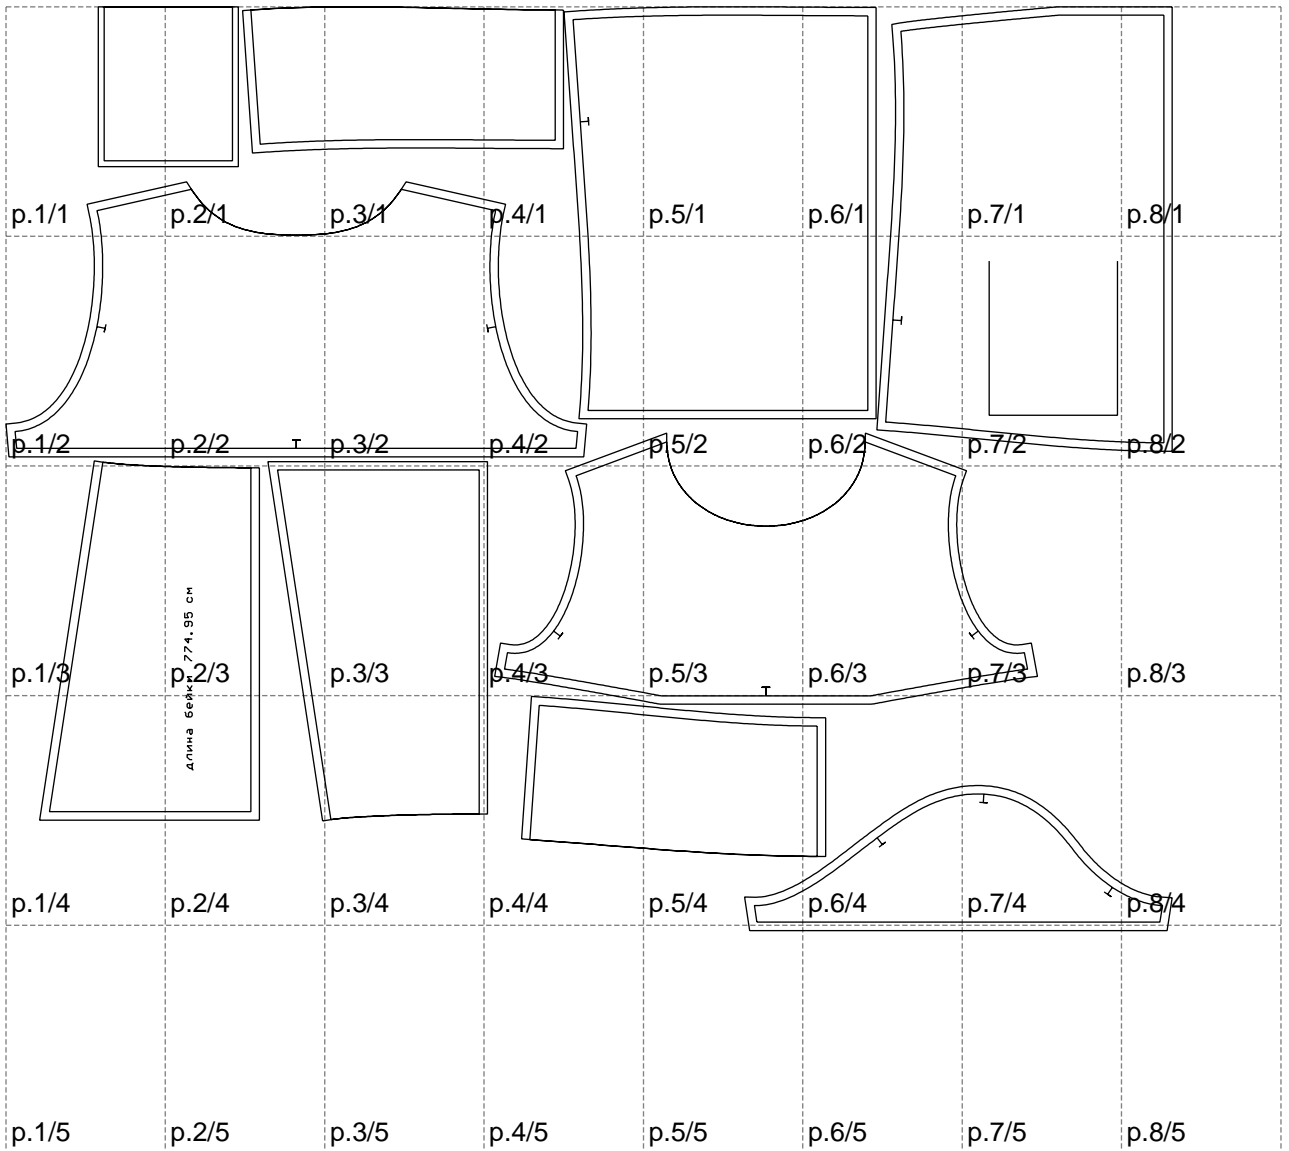 p.1/1 p.2/1 p.3/1 p.4/1 p.5/1 p.6/1 p.7/1 p.8/1
p.1/2 p.2/2 p.3/2 p.4/2 p.5/2 p.6/2 p.7/2 p.8/2
длина бейки 774.95 см
p.1/3 p.2/3 p.3/3 p.4/3 p.5/3 p.6/3 p.7/3 p.8/3
p.1/4 p.2/4 p.3/4 p.4/4 p.5/4 p.6/4 p.7/4 p.8/4
p.1/5 p.2/5 p.3/5 p.4/5 p.5/5 p.6/5 p.7/5 p.8/5